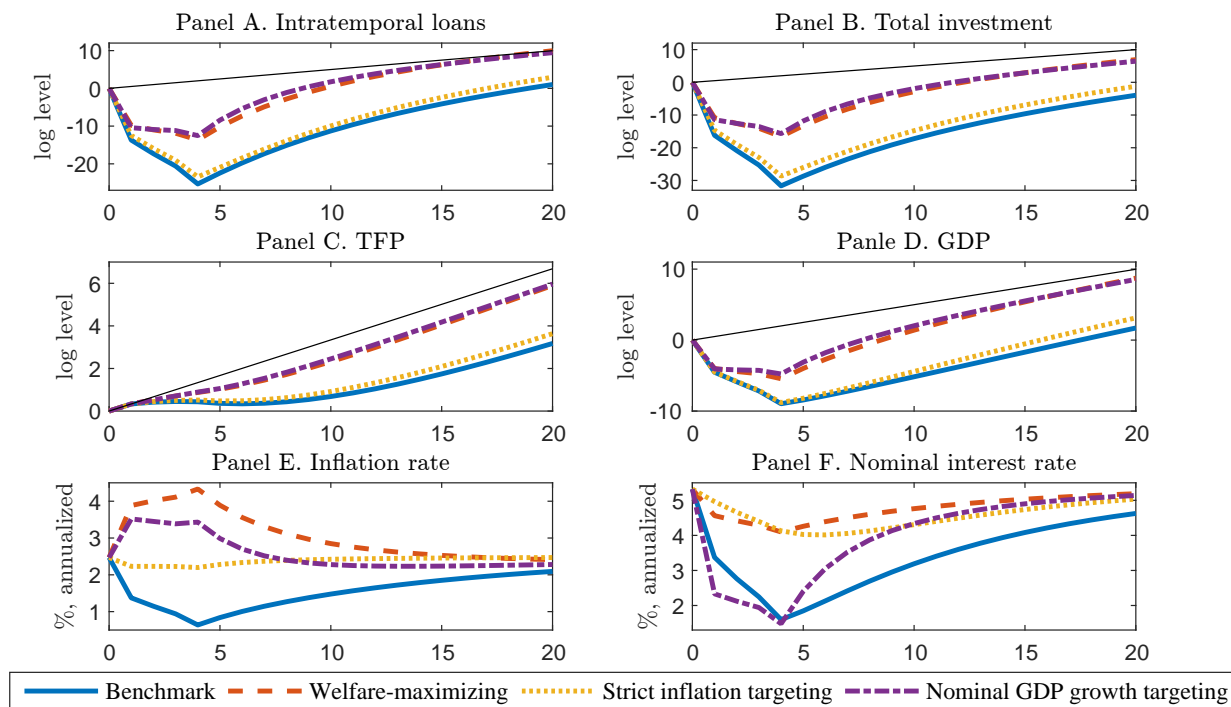 Panel A. Intratemporal loans
log level
10
0
-10
-20
0 5 10 15 20
Panel B. Total investment
log level
10
0
-10
-20
-30
0 5 10 15 20
Panel C. TFP
log level
6
4
2
0
0 5 10 15 20
Panle D. GDP
log level
10
0
-10
0 5 10 15 20
Panel E. Inflation rate
%, annualized
4
3
2
1
0 5 10 15 20
Panel F. Nominal interest rate
%, annualized
5
4
3
2
0 5 10 15 20
Benchmark Welfare-maximizing Strict inflation targeting Nominal GDP growth targeting